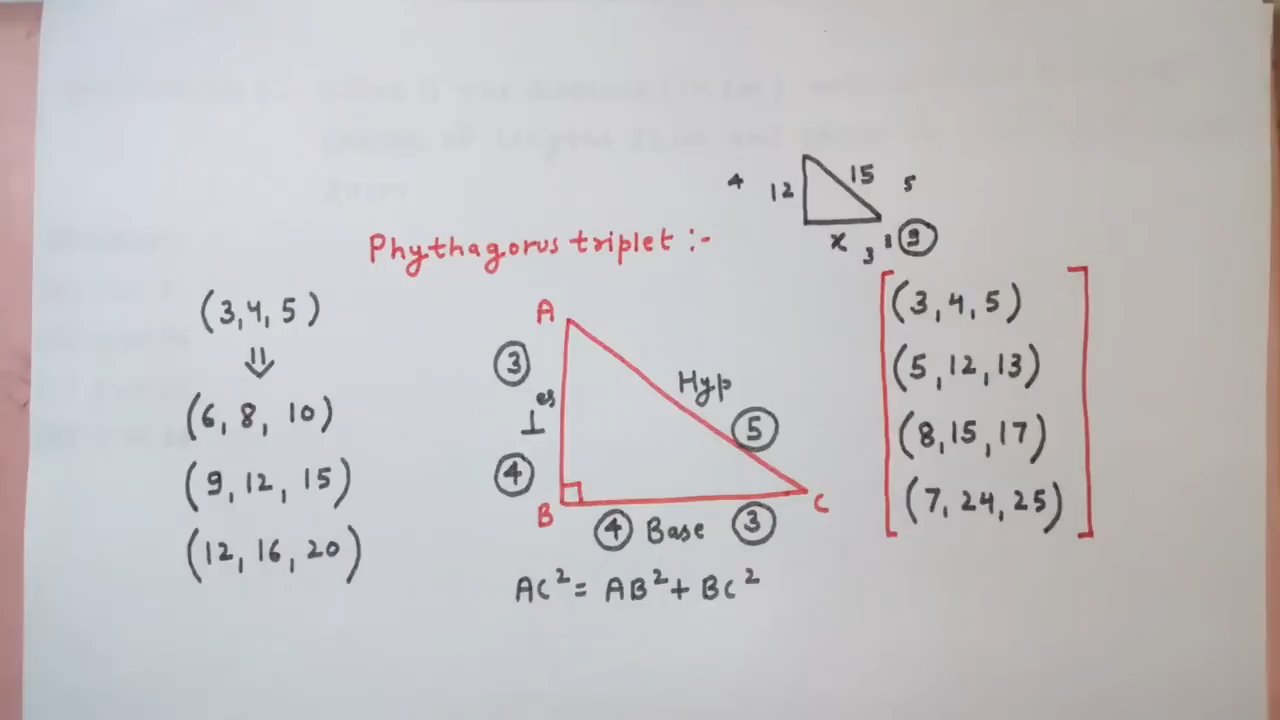 4 12 15 5
x 3 9
Phythagorus triplet :-
(3,4,5)
⇓
(6, 8, 10)
(9, 12, 15)
(12, 16, 20)
A
3
es
⊥
4
B
Hyp
5
C
4 Base 3
AC²= AB²+ BC²
(3,4,5)
(5,12,13)
(8,15,17)
(7, 24, 25)